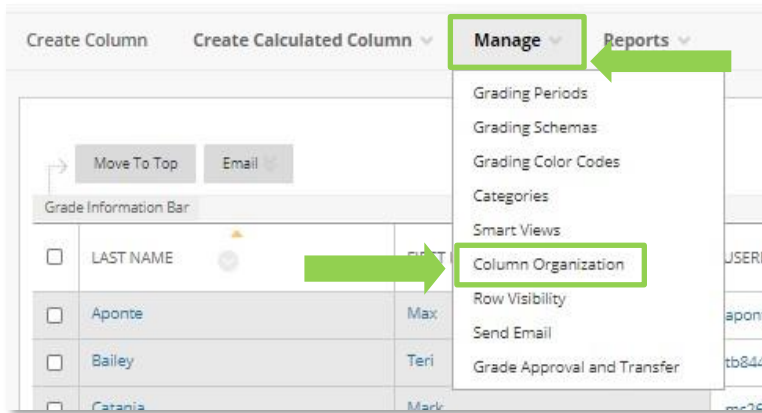 Create Column Create Calculated Column Manage Reports
Grading Periods
Grading Schemas
Grading Color Codes
Categories
Smart Views
Column Organization
Row Visibility
Send Email
Grade Approval and Transfer
Move To Top Email
Grade Information Bar
LAST NAME
Aponte Max apon
Bailey Teri tb844
Catania Mark